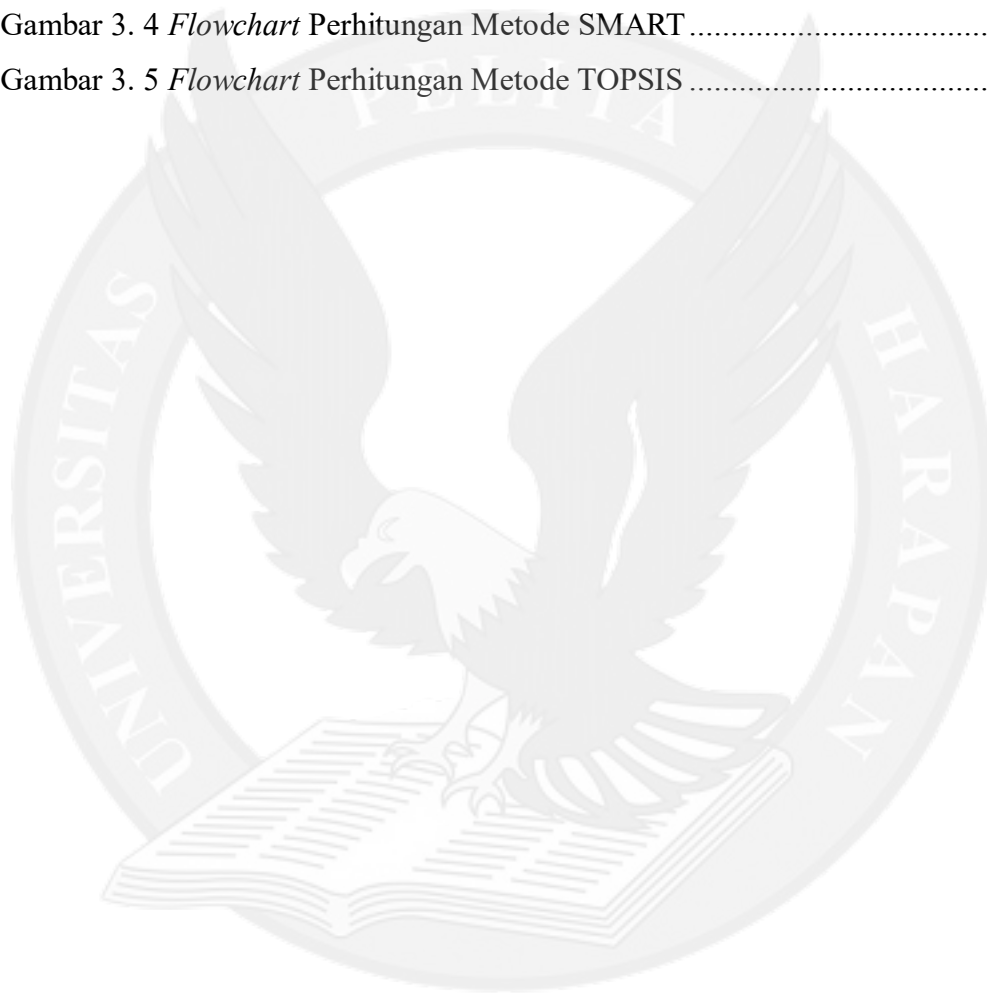 Gambar 3. 4 Flowchart Perhitungan Metode SMART ....................................
Gambar 3. 5 Flowchart Perhitungan Metode TOPSIS ....................................
UNIVERSITAS PELITA HARAPAN